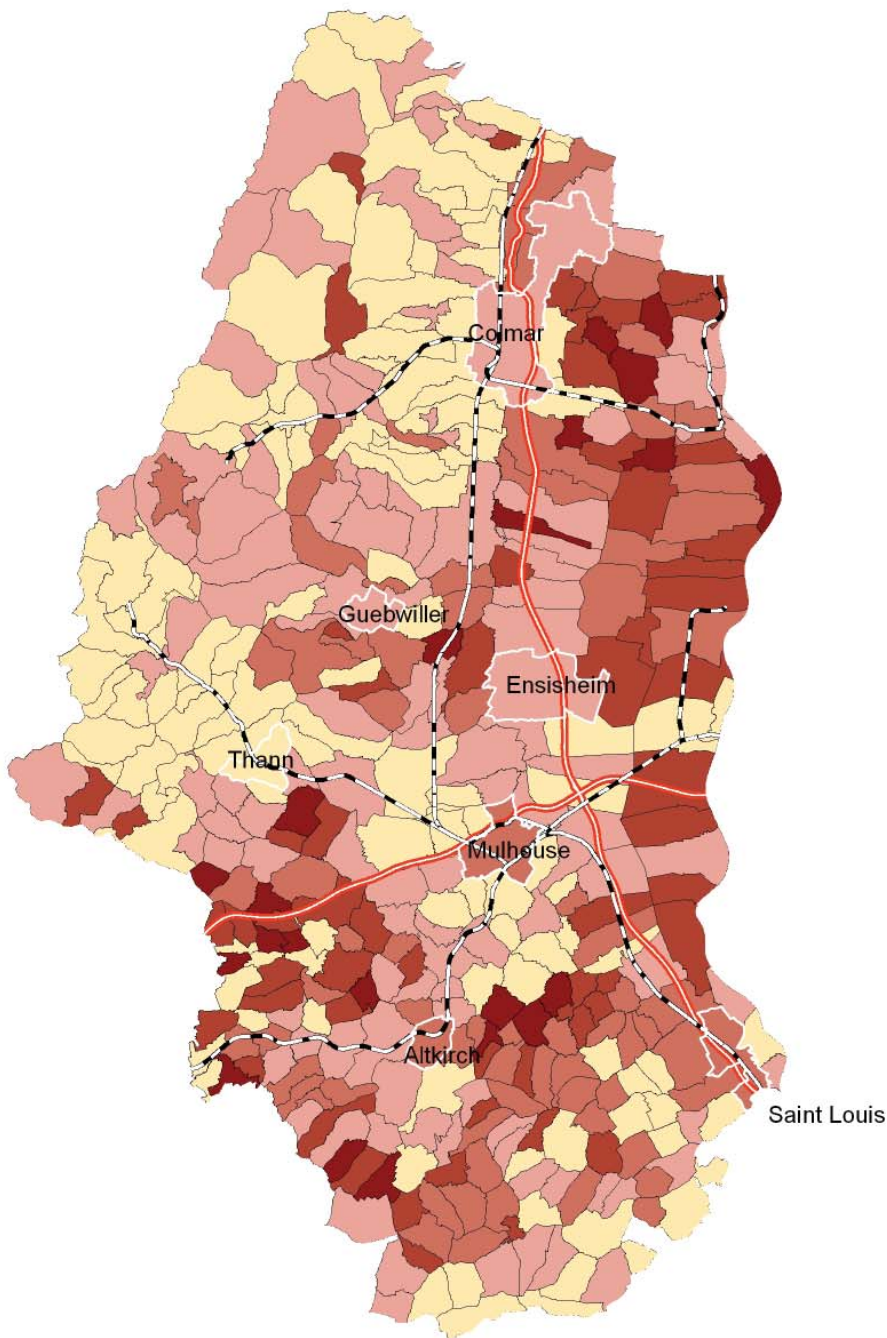 Colmar
Guebwiller
Ensisheim
Thann
Mulhouse
Altkirch
Saint Louis